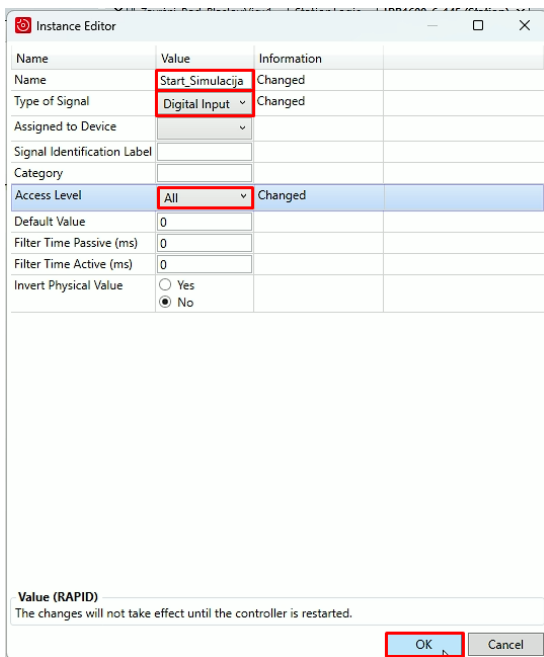 Instance Editor
Name Value Information
Name Start_Simulacija Changed
Type of Signal Digital Input Changed
Assigned to Device
Signal Identification Label
Category
Access Level All Changed
Default Value 0
Filter Time Passive (ms) 0
Filter Time Active (ms) 0
Invert Physical Value Yes
No
Value (RAPID)
The changes will not take effect until the controller is restarted.
OK Cancel